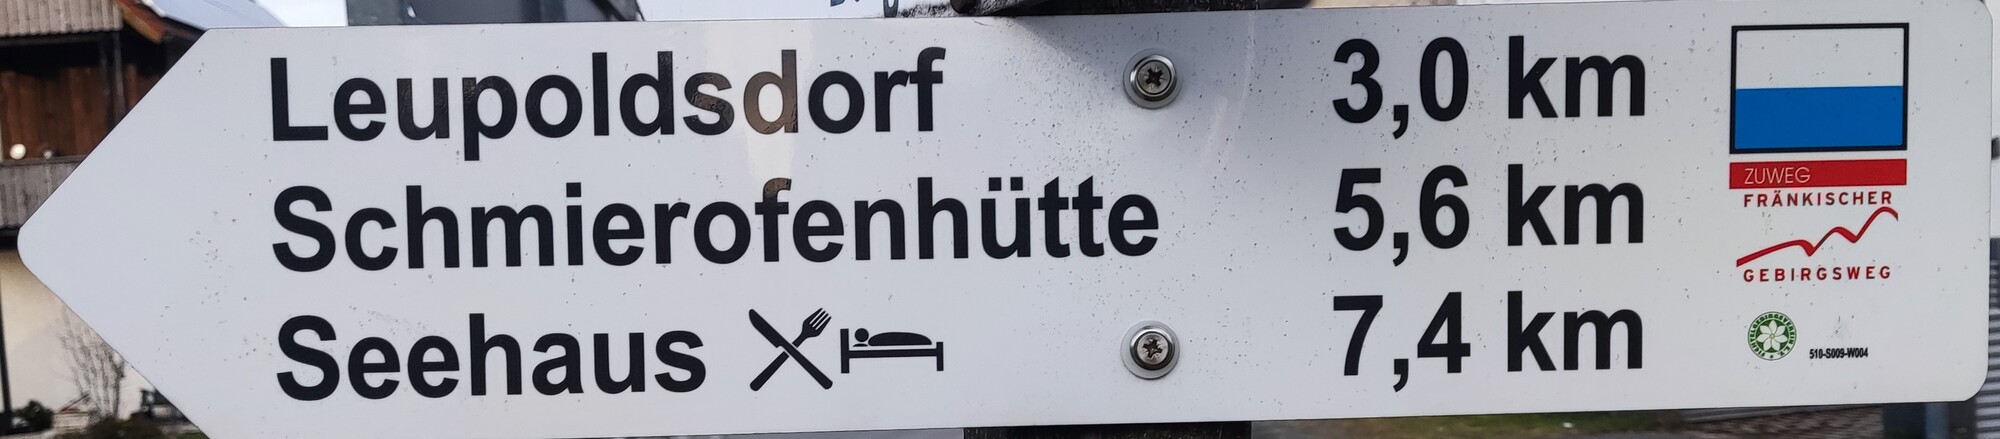 Leupoldsdorf 3,0 km
Schmierofenhütte 5,6 km
Seehaus 7,4 km
ZUWEG
FRÄNKISCHER
GEBIRGSWEG
510-S009-W004